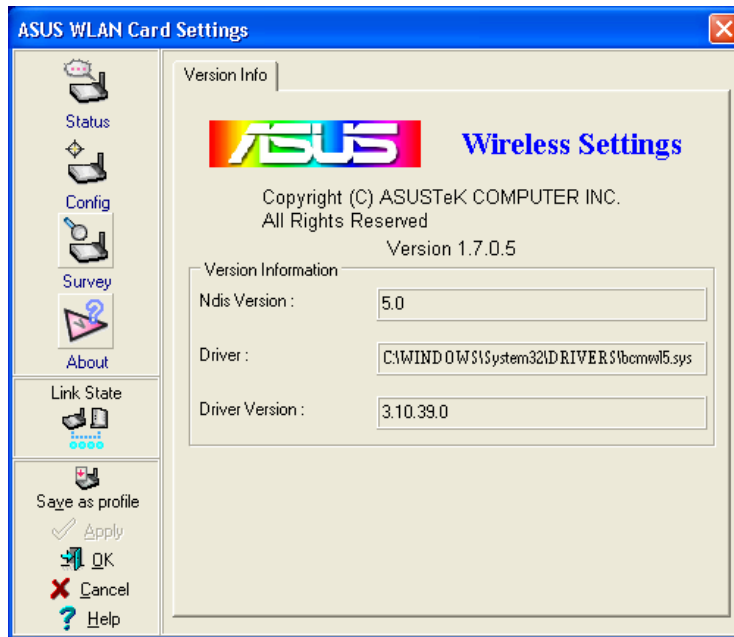 ASUS WLAN Card Settings
Status
Config
Survey
About
Link State
Save as profile
Apply
OK
Cancel
Help
Version Info
ASUS
Wireless Settings
Copyright (C) ASUSTeK COMPUTER INC.
All Rights Reserved
Version 1.7.0.5
Version Information
Ndis Version :
5.0
Driver :
C:\WINDOWS\System32\DRIVERS\bcmwl5.sys
Driver Version :
3.10.39.0